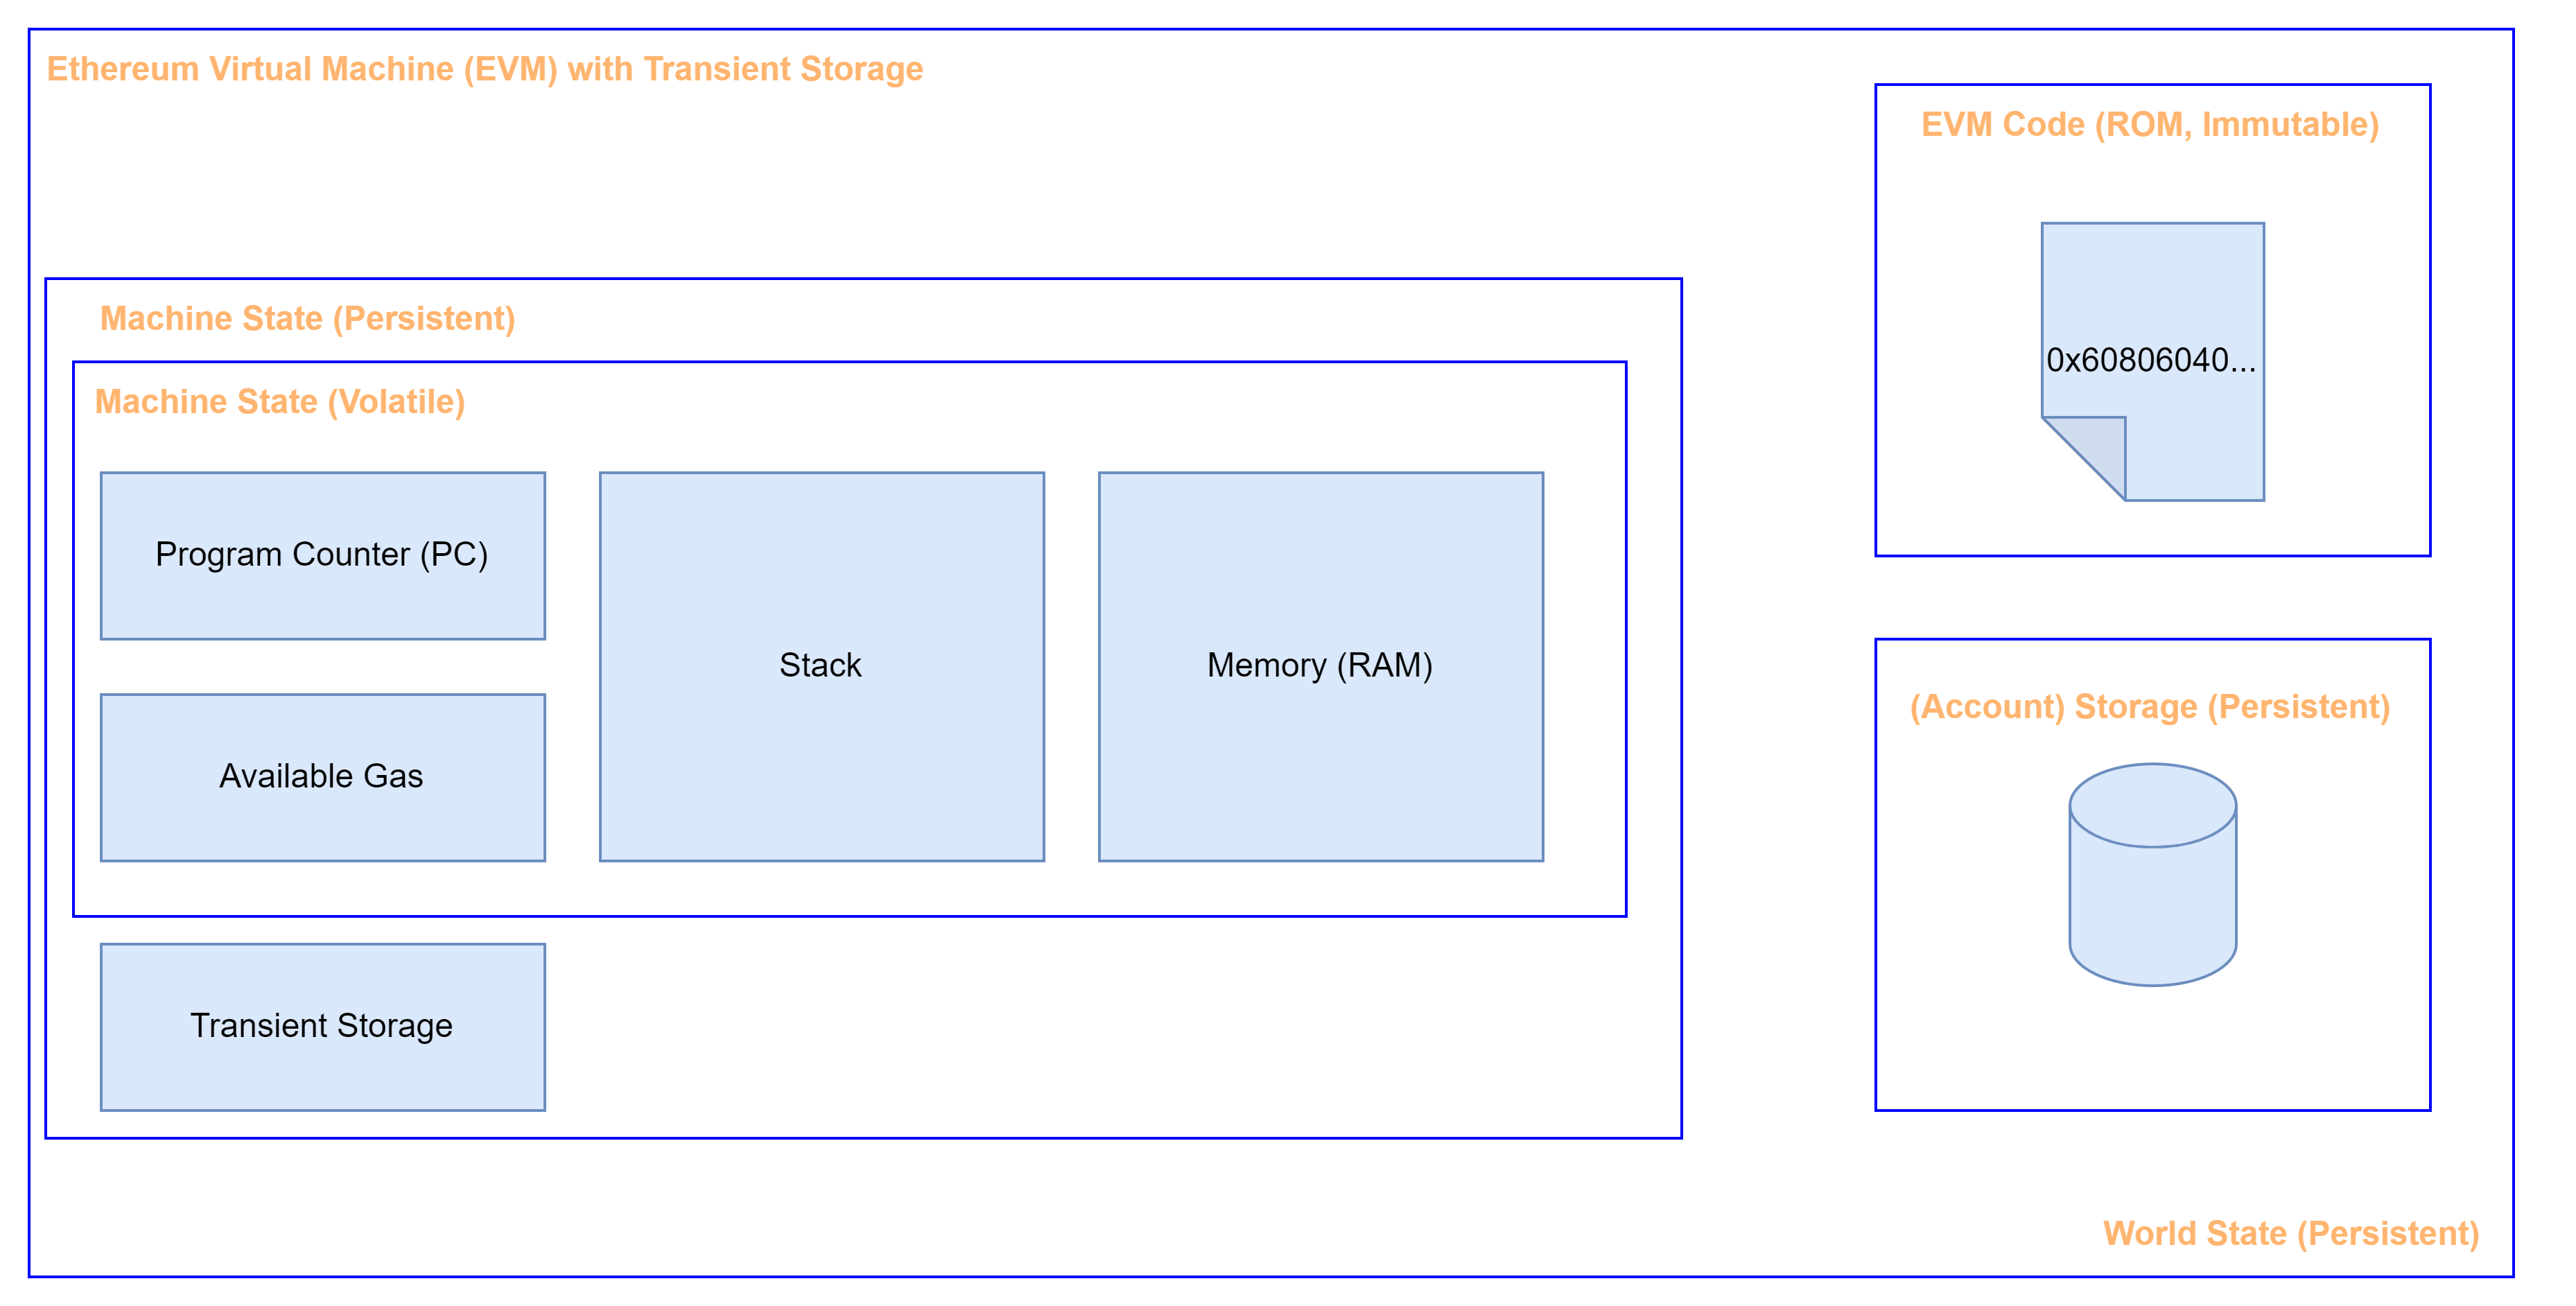 Ethereum Virtual Machine (EVM) with Transient Storage
EVM Code (ROM, Immutable)
0x60806040...
Machine State (Persistent)
Machine State (Volatile)
Program Counter (PC)
Stack
Memory (RAM)
Available Gas
Transient Storage
(Account) Storage (Persistent)
World State (Persistent)